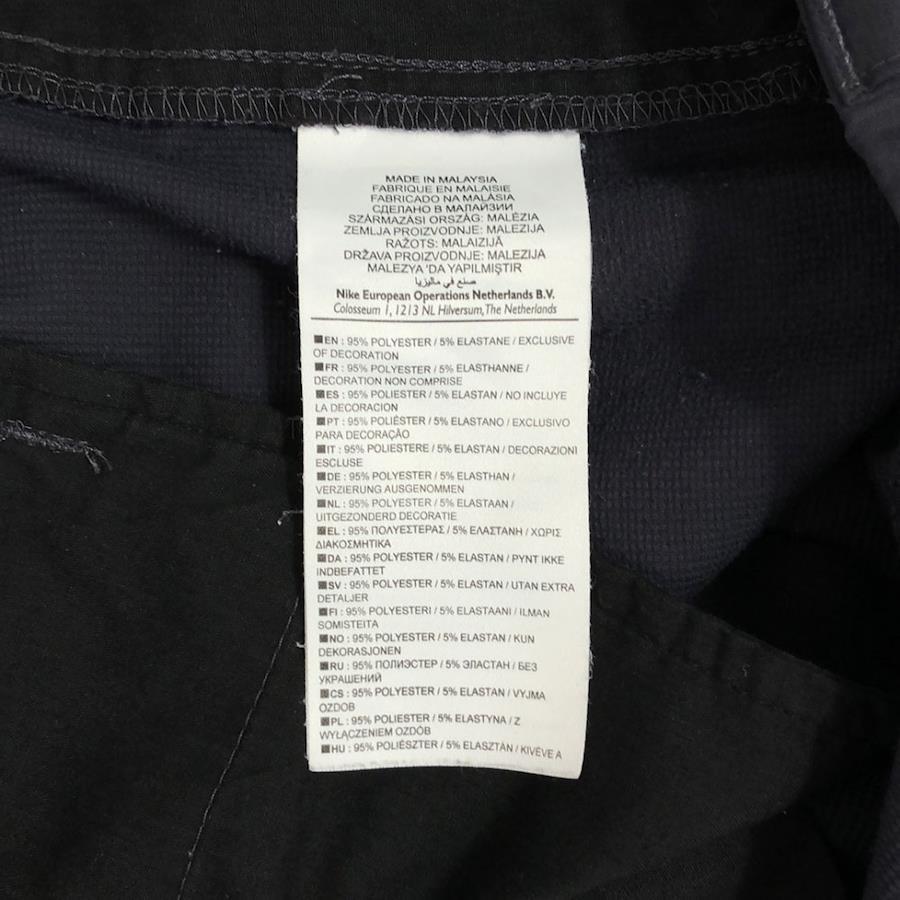 MADE IN MALAYSIA
FABRIQUE EN MALAISIE
FABRICADO NA MALÁSIA
СДЕЛАНО В МАЛАЙЗИИ
SZÁRMAZÁSI ORSZÁG: MALÉZIA
ZEMLJA PROIZVODNJE: MALEZIJA
RAŽOTS: MALAIZIJĀ
DRŽAVA PROIZVODNJE: MALEZIJA
MALEZYA 'DA YAPILMIŞTIR
صنع في ماليزيا
Nike European Operations Netherlands B.V.
Colosseum 1, 1213 NL Hilversum, The Netherlands
EN : 95% POLYESTER / 5% ELASTANE / EXCLUSIVE
OF DECORATION
FR : 95% POLYESTER / 5% ELASTHANNE /
DECORATION NON COMPRISE
ES : 95% POLIESTER / 5% ELASTAN / NO INCLUYE
LA DECORACION
PT : 95% POLIÉSTER / 5% ELASTANO / EXCLUSIVO
PARA DECORAÇÃO
IT : 95% POLIESTERE / 5% ELASTAN / DECORAZIONI
ESCLUSE
DE : 95% POLYESTER / 5% ELASTHAN /
VERZIERUNG AUSGENOMMEN
NL : 95% POLYESTER / 5% ELASTAAN /
UITGEZONDERD DECORATIE
EL : 95% ΠΟΛΥΕΣΤΕΡΑΣ / 5% ΕΛΑΣΤΑΝΗ / ΧΩΡΙΣ
ΔΙΑΚΟΣΜΗΤΙΚΑ
DA : 95% POLYESTER / 5% ELASTAN / PYNT IKKE
INDBEFATTET
SV : 95% POLYESTER / 5% ELASTAN / UTAN EXTRA
DETALJER
FI : 95% POLYESTERI / 5% ELASTAANI / ILMAN
SOMISTEITA
NO : 95% POLYESTER / 5% ELASTAN / KUN
DEKORASJONEN
RU : 95% ПОЛИЭСТЕР / 5% ЭЛАСТАН / БЕЗ
УКРАШЕНИЙ
CS : 95% POLYESTER / 5% ELASTAN / VYJMA
OZDOB
PL : 95% POLIESTER / 5% ELASTYNA / Z
WYŁĄCZENIEM OZDÓB
HU : 95% POLIÉSZTER / 5% ELASZTÁN / KIVÉVE A